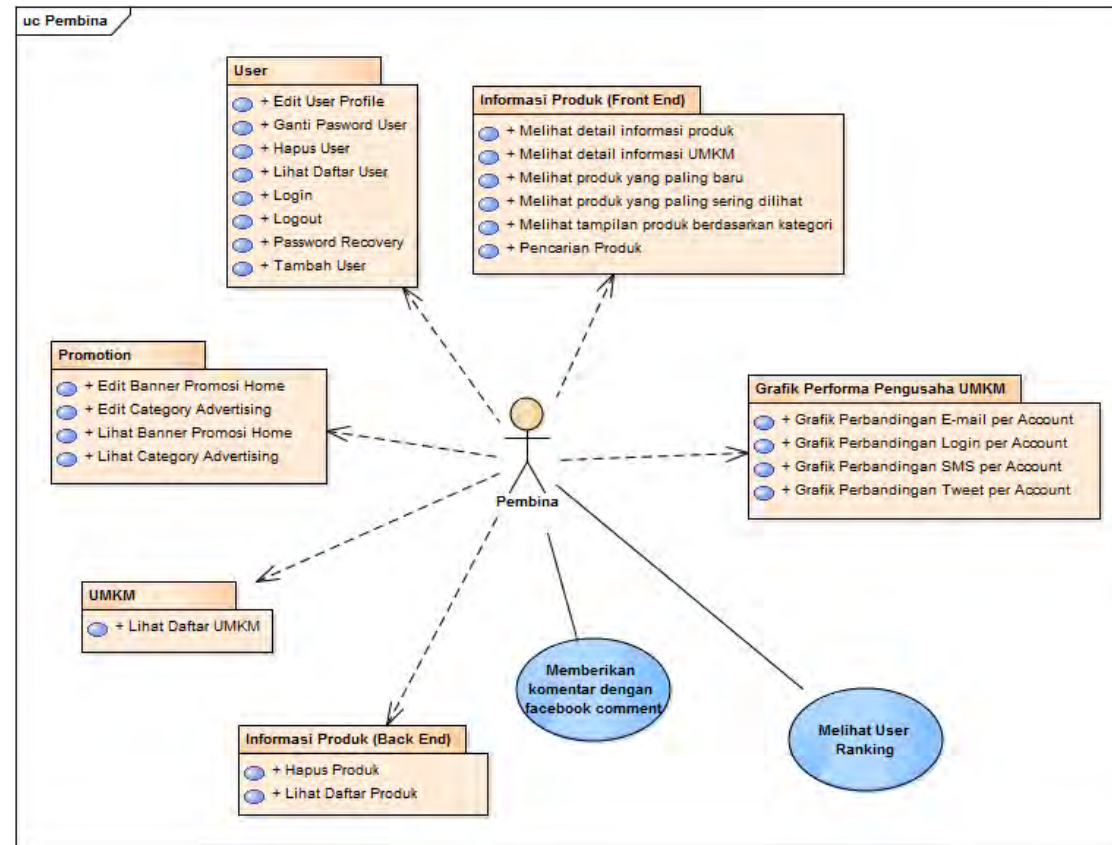 uc Pembina
User
+ Edit User Profile
+ Ganti Pasword User
+ Hapus User
+ Lihat Daftar User
+ Login
+ Logout
+ Password Recovery
+ Tambah User
Informasi Produk (Front End)
+ Melihat detail informasi produk
+ Melihat detail informasi UMKM
+ Melihat produk yang paling baru
+ Melihat produk yang paling sering dilihat
+ Melihat tampilan produk berdasarkan kategori
+ Pencarian Produk
Promotion
+ Edit Banner Promosi Home
+ Edit Category Advertising
+ Lihat Banner Promosi Home
+ Lihat Category Advertising
Grafik Performa Pengusaha UMKM
+ Grafik Perbandingan E-mail per Account
+ Grafik Perbandingan Login per Account
+ Grafik Perbandingan SMS per Account
+ Grafik Perbandingan Tweet per Account
Pembina
UMKM
+ Lihat Daftar UMKM
Memberikan
komentar dengan
facebook comment
Melihat User
Ranking
Informasi Produk (Back End)
+ Hapus Produk
+ Lihat Daftar Produk